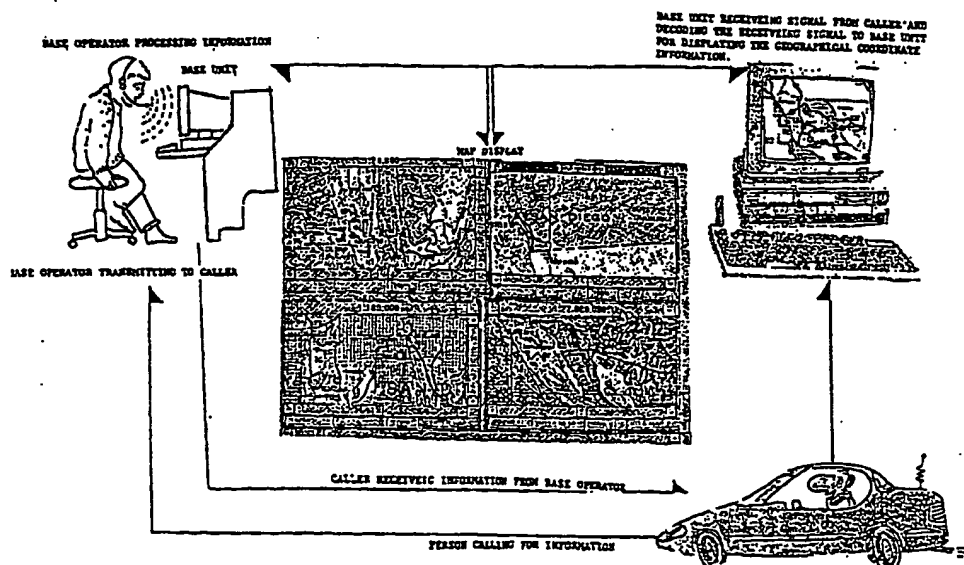 BASE OPERATOR PROCESSING INFORMATION
BASE UNIT
BASE UNIT RECEIVEING SIGNAL FROM CALLER AND
DECODING THE RECEIVEING SIGNAL TO BASE UNIT
FOR DISPLAYING THE GEOGRAPHICAL COORDINATE
INFORMATION.
MAP DISPLAY
BASE OPERATOR TRANSMITTING TO CALLER
CALLER RECEIVEIC INFORMATION FROM BASE OPERATOR
PERSON CALLING FOR INFORMATION